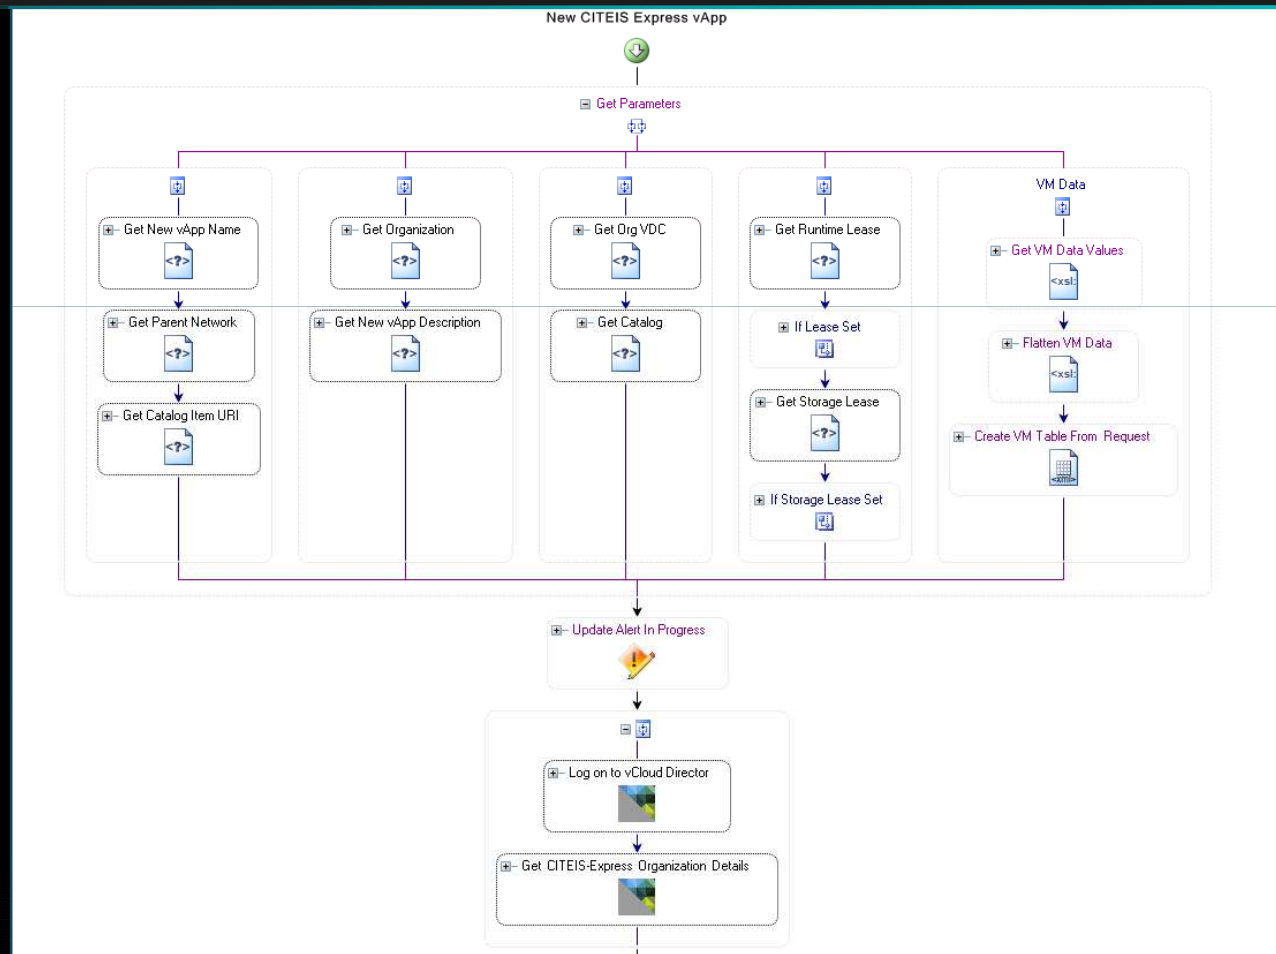 New CITEIS Express vApp
Get Parameters
VM Data
Get New vApp Name
Get Organization
Get Org VDC
Get Runtime Lease
Get VM Data Values
<?>
<?>
<?>
<?>
<xsl:
Get Parent Network
Get New vApp Description
Get Catalog
If Lease Set
Flatten VM Data
<?>
<?>
<?>
<xsl:
Get Catalog Item URI
Get Storage Lease
Create VM Table From Request
<?>
<?>
<xml>
If Storage Lease Set
Update Alert In Progress
Log on to vCloud Director
Get CITEIS-Express Organization Details